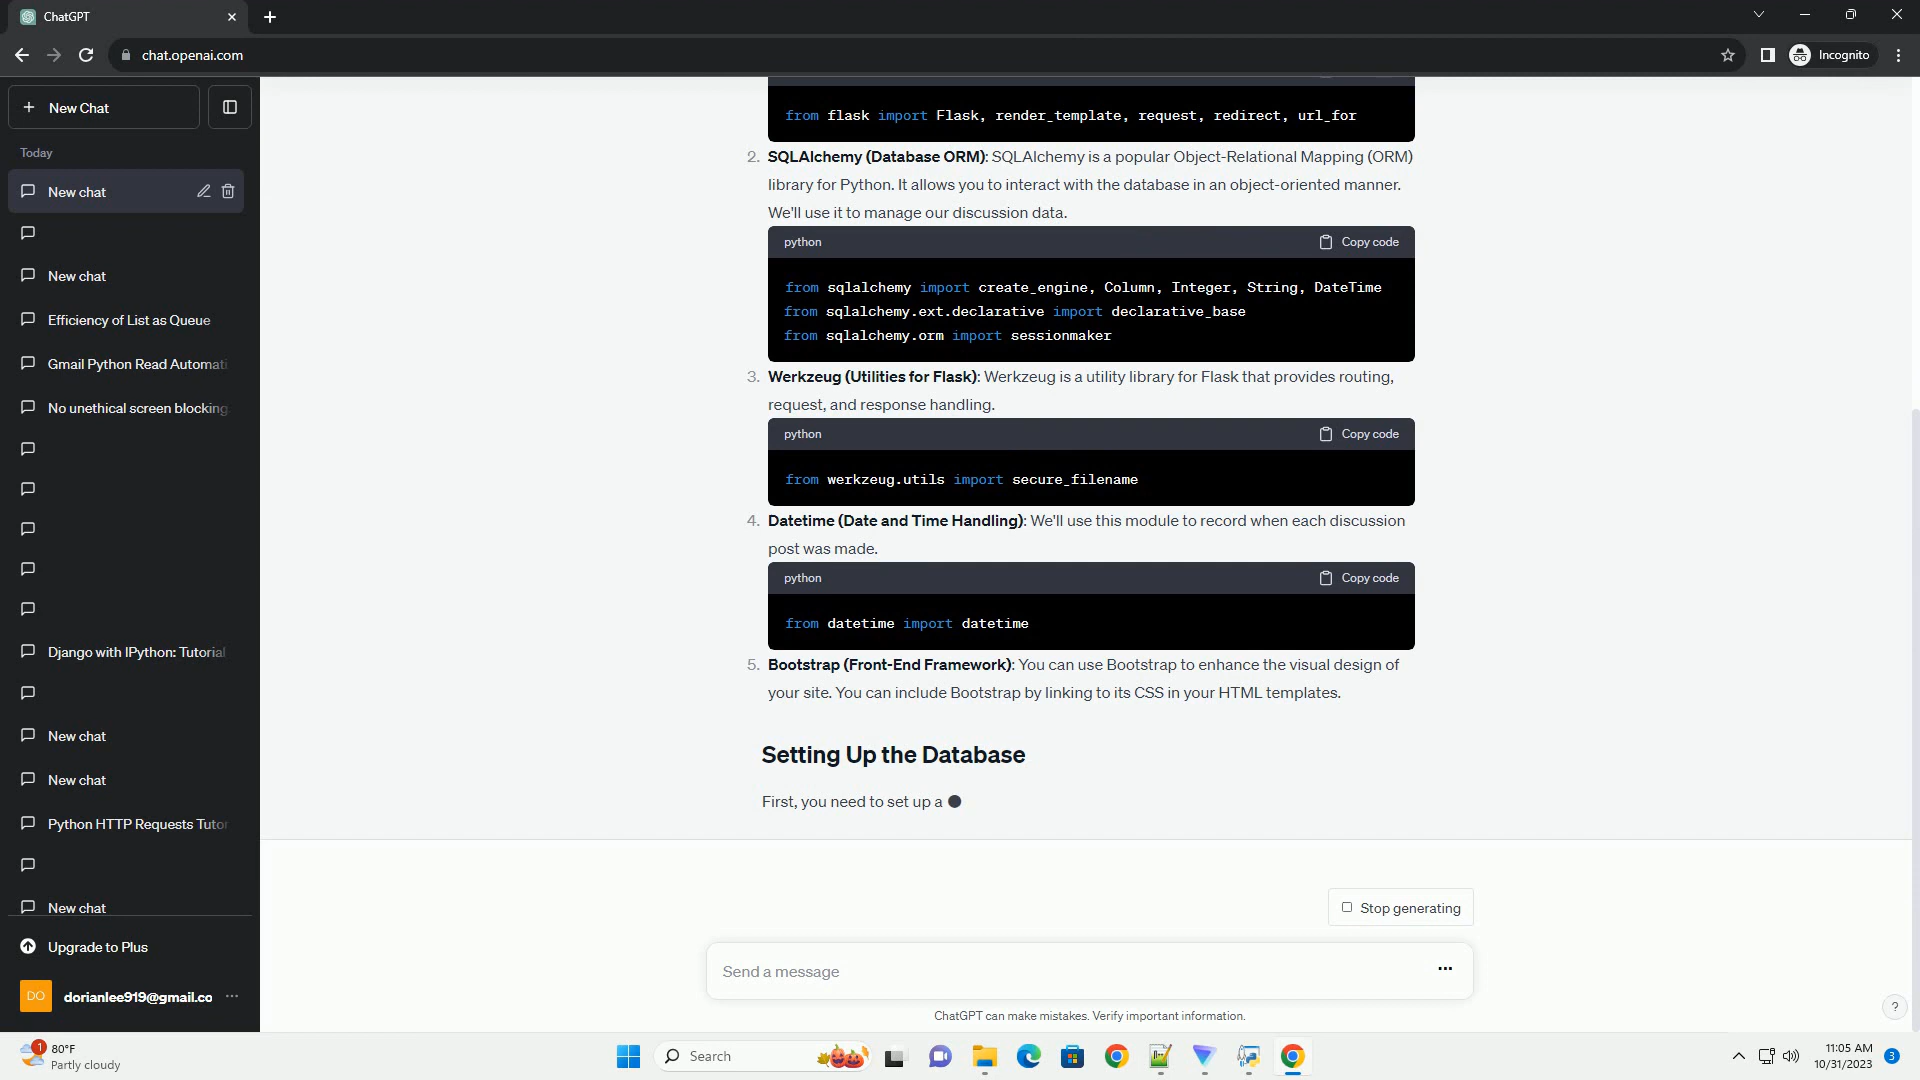 ChatGPT
chat.openai.com
Incognito
New Chat
Today
New chat
New chat
Efficiency of List as Queue
Gmail Python Read Automati
No unethical screen blocking
Django with IPython: Tutorial
New chat
New chat
Python HTTP Requests Tutor
New chat
Upgrade to Plus
DO dorianlee919@gmail.co
from flask import Flask, render_template, request, redirect, url_for
2. SQLAlchemy (Database ORM): SQLAlchemy is a popular Object-Relational Mapping (ORM)
library for Python. It allows you to interact with the database in an object-oriented manner.
We'll use it to manage our discussion data.
python Copy code
from sqlalchemy import create_engine, Column, Integer, String, DateTime
from sqlalchemy.ext.declarative import declarative_base
from sqlalchemy.orm import sessionmaker
3. Werkzeug (Utilities for Flask): Werkzeug is a utility library for Flask that provides routing,
request, and response handling.
python Copy code
from werkzeug.utils import secure_filename
4. Datetime (Date and Time Handling): We'll use this module to record when each discussion
post was made.
python Copy code
from datetime import datetime
5. Bootstrap (Front-End Framework): You can use Bootstrap to enhance the visual design of
your site. You can include Bootstrap by linking to its CSS in your HTML templates.
Setting Up the Database
First, you need to set up a
Stop generating
Send a message
ChatGPT can make mistakes. Verify important information.
?
1
80°F
Partly cloudy
Search
11:05 AM
10/31/2023
3